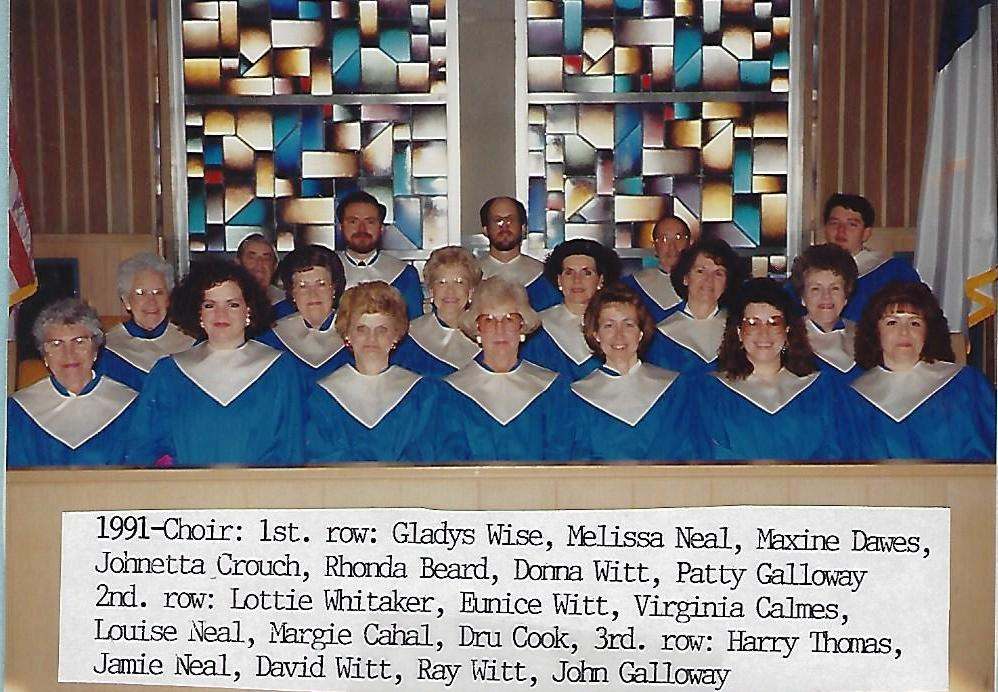 1991-Choir: 1st. row: Gladys Wise, Melissa Neal, Maxine Dawes,
Johnetta Crouch, Rhonda Beard, Donna Witt, Patty Galloway
2nd. row: Lottie Whitaker, Eunice Witt, Virginia Calmes,
Louise Neal, Margie Cahal, Dru Cook, 3rd. row: Harry Thomas,
Jamie Neal, David Witt, Ray Witt, John Galloway